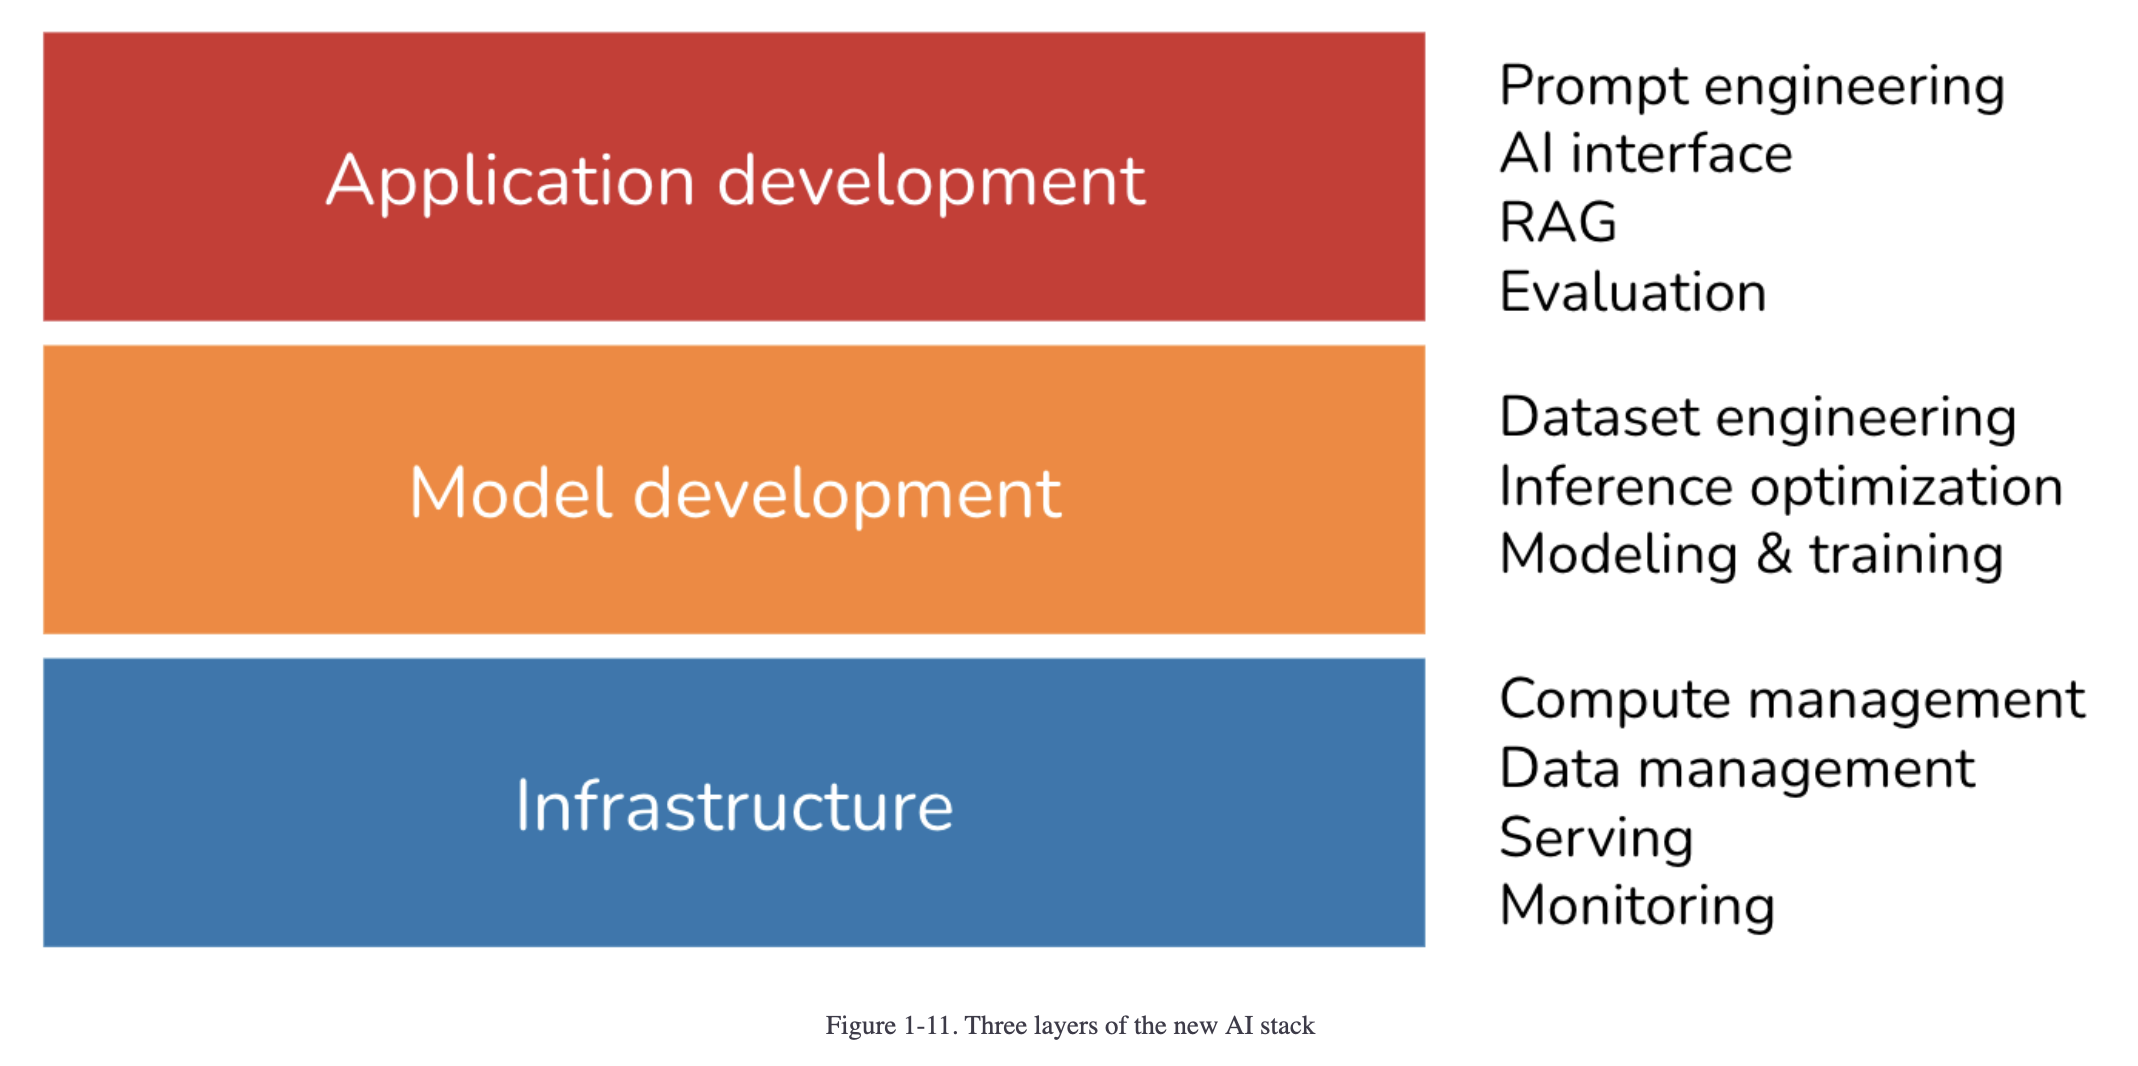 Application development
Prompt engineering
AI interface
RAG
Evaluation
Model development
Dataset engineering
Inference optimization
Modeling & training
Infrastructure
Compute management
Data management
Serving
Monitoring
Figure 1-11. Three layers of the new AI stack